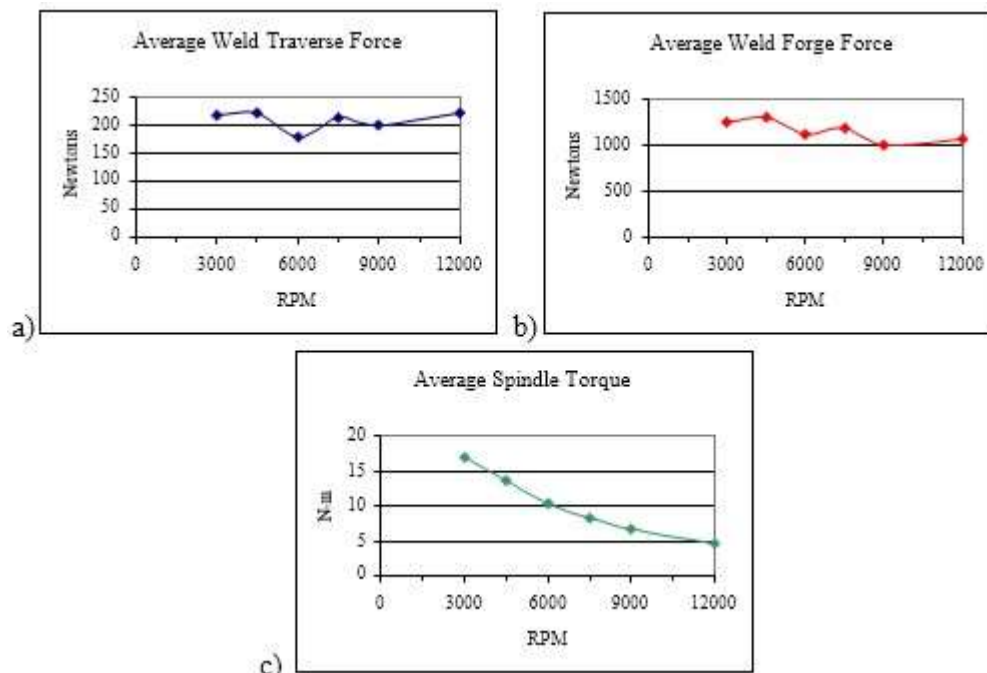 Average Weld Traverse Force
250
200
150
100
50
0
Newtons
0 3000 6000 9000 12000
RPM
a)
Average Weld Forge Force
1500
1000
500
0
Newtons
0 3000 6000 9000 12000
RPM
b)
Average Spindle Torque
20
15
10
5
0
N-m
0 3000 6000 9000 12000
RPM
c)